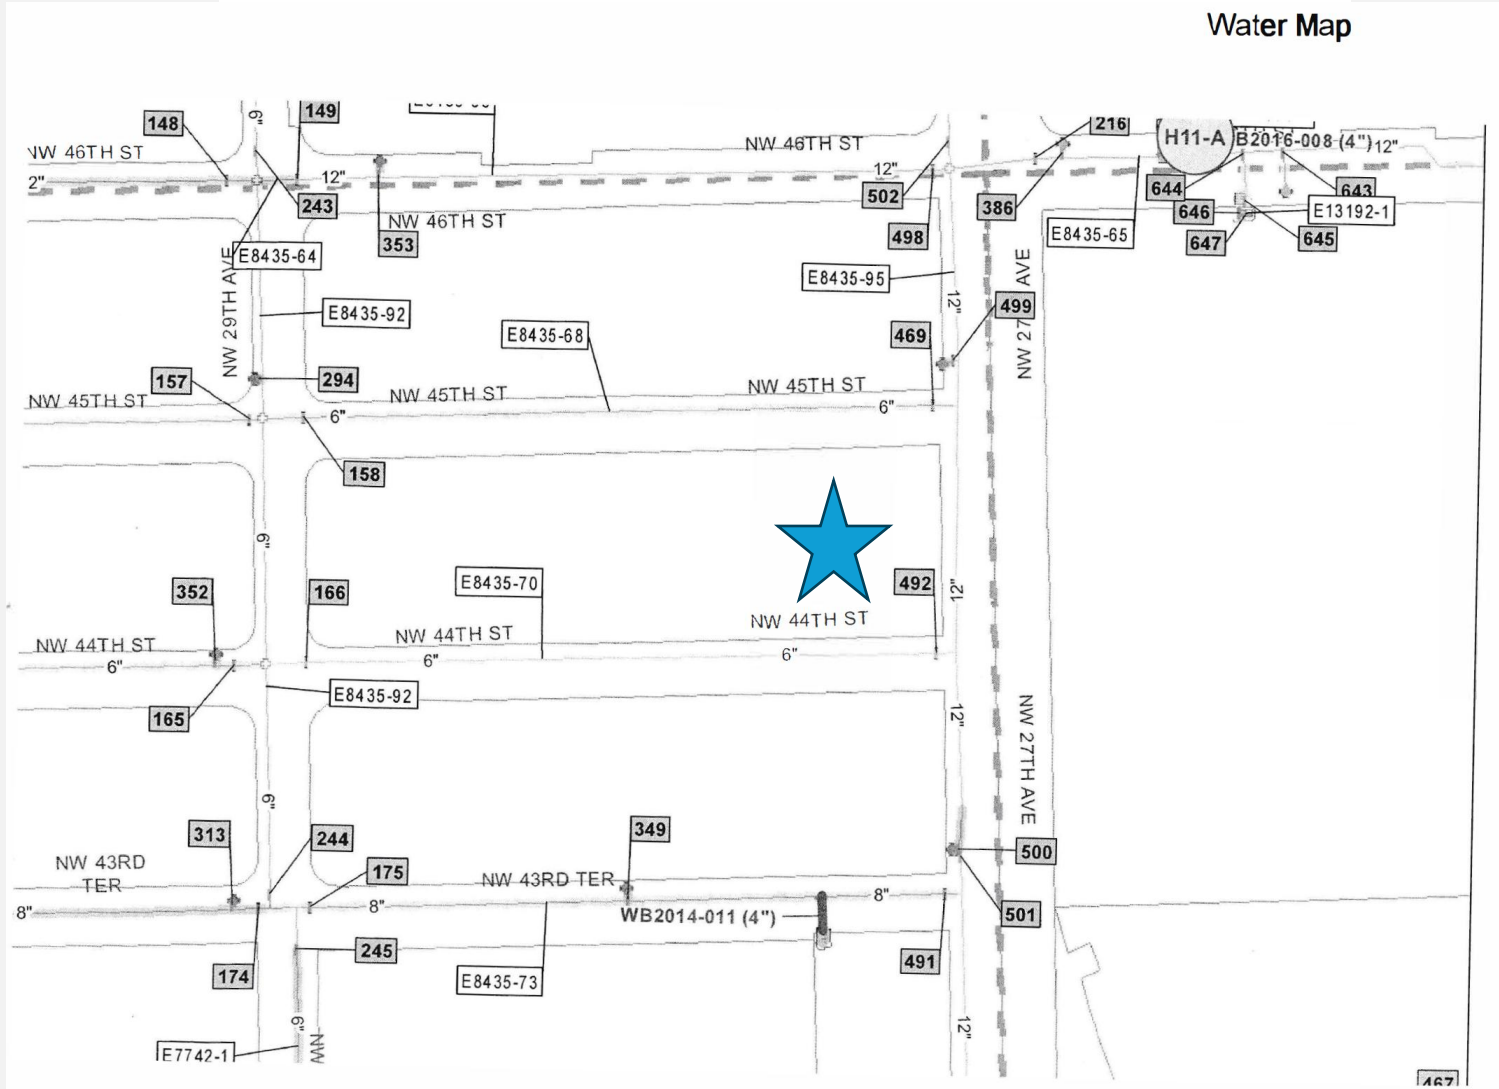 Water Map
148
6"
149
216
H11-A
B2016-008 (4")
12"
NW 46TH ST
NW 46TH ST
2"
12"
12"
502
386
644
643
243
646
E13192-1
NW 46TH ST
353
498
E8435-65
647
645
E8435-64
NW 29TH AVE
E8435-95
NW 27TH AVE
12"
499
E8435-92
E8435-68
469
157
294
NW 45TH ST
NW 45TH ST
NW 45TH ST
6"
6"
158
6"
352
166
E8435-70
492
12"
NW 44TH ST
NW 44TH ST
NW 44TH ST
6"
6"
6"
E8435-92
165
12"
NW 27TH AVE
6"
313
244
349
500
NW 43RD
TER
175
NW 43RD TER
8"
8"
8"
WB2014-011 (4")
501
174
245
E8435-73
491
6"
NW
12"
E7742-1
467